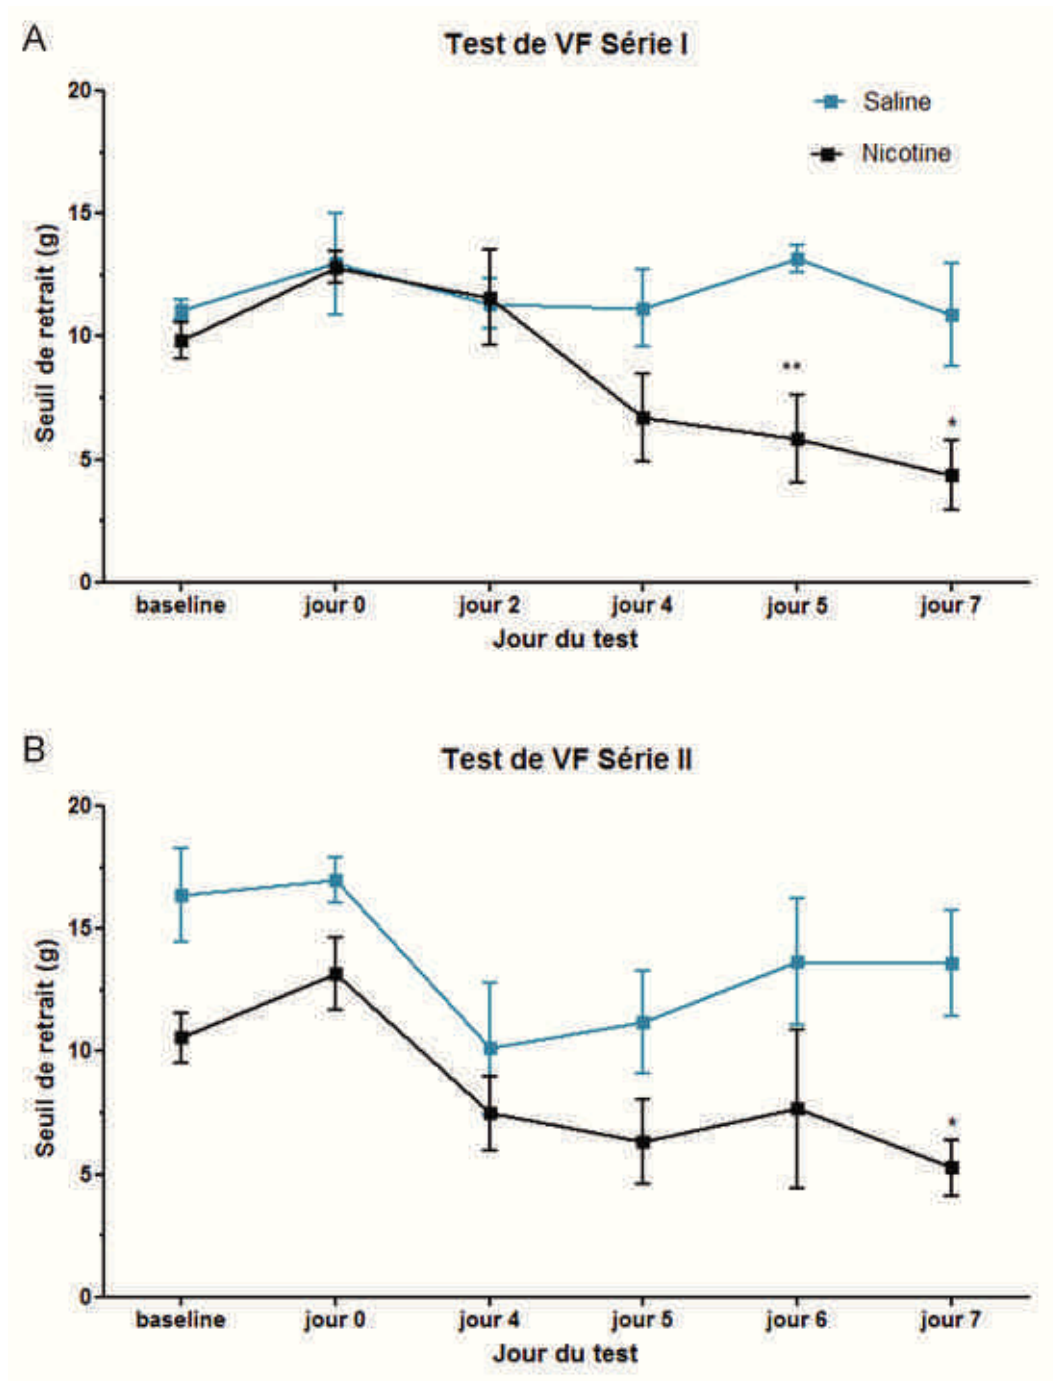 A
Test de VF Série I
Saline
Nicotine
20
15
10
5
0
Seuil de retrait (g)
**
*
baseline jour 0 jour 2 jour 4 jour 5 jour 7
Jour du test
B
Test de VF Série II
20
15
10
5
0
Seuil de retrait (g)
*
baseline jour 0 jour 4 jour 5 jour 6 jour 7
Jour du test